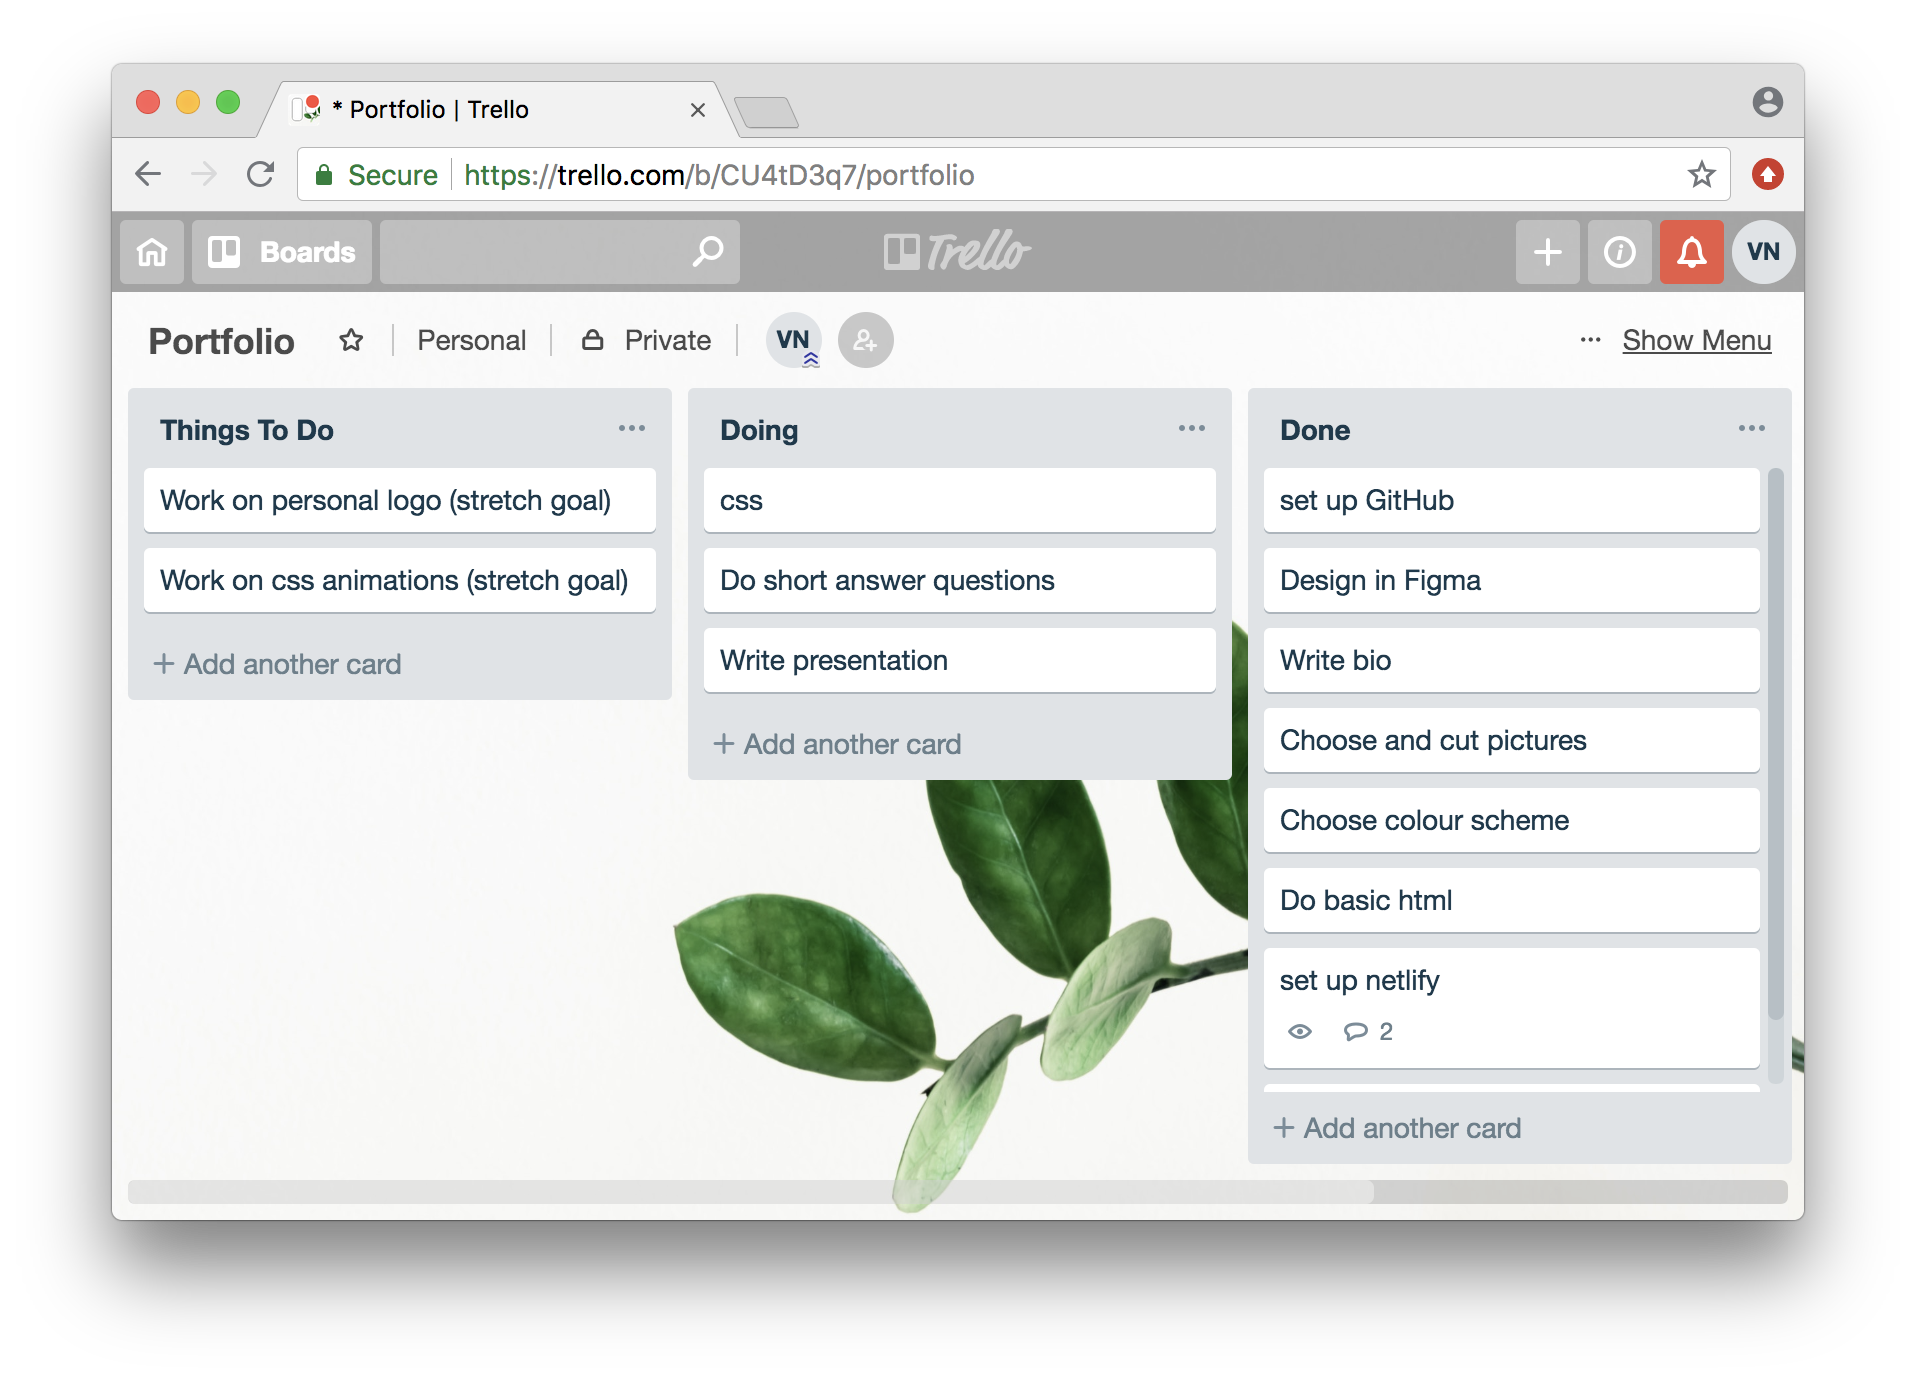 * Portfolio | Trello
Secure https://trello.com/b/CU4tD3q7/portfolio
Boards
Trello
VN
Portfolio Personal Private VN ··· Show Menu
Things To Do ···
Work on personal logo (stretch goal)
Work on css animations (stretch goal)
+ Add another card
Doing ···
css
Do short answer questions
Write presentation
+ Add another card
Done ···
set up GitHub
Design in Figma
Write bio
Choose and cut pictures
Choose colour scheme
Do basic html
set up netlify
2
+ Add another card